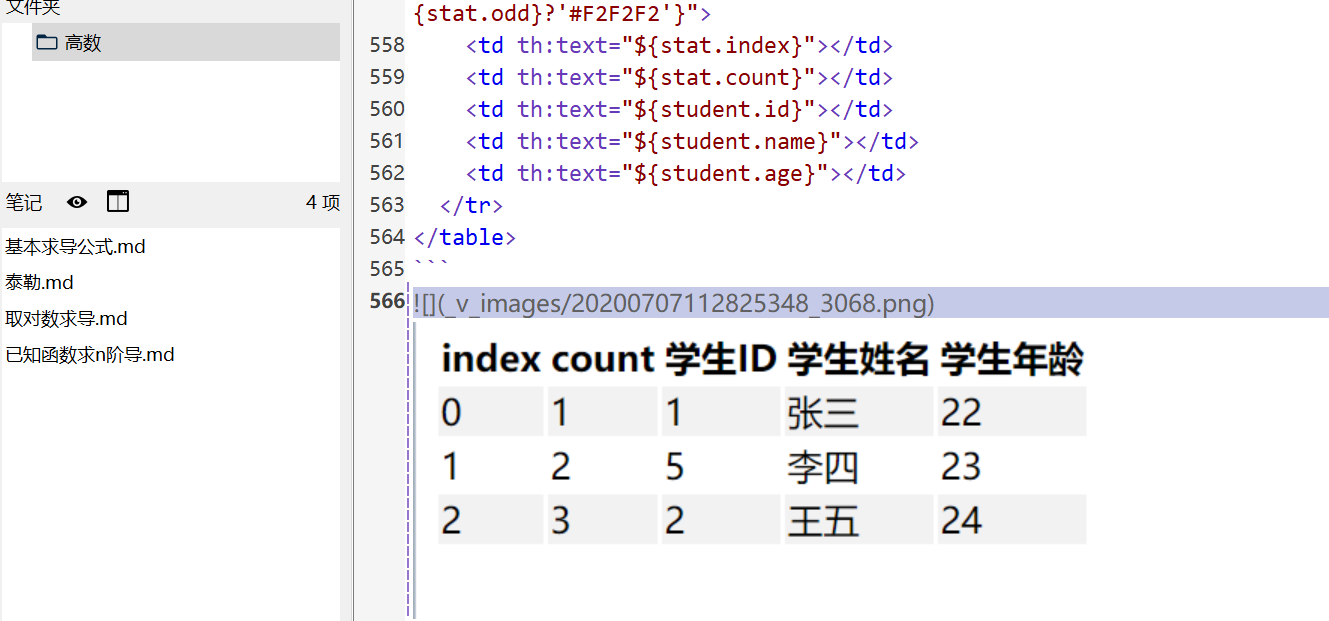 文件夹
高数
笔记 4 项
基本求导公式.md
泰勒.md
取对数求导.md
已知函数求n阶导.md
{stat.odd}?'#F2F2F2'}">
558 <td th:text="${stat.index}"></td>
559 <td th:text="${stat.count}"></td>
560 <td th:text="${student.id}"></td>
561 <td th:text="${student.name}"></td>
562 <td th:text="${student.age}"></td>
563 </tr>
564 </table>
565 ```
566 ![](_v_images/20200707112825348_3068.png)
index count 学生ID 学生姓名 学生年龄
0 1 1 张三 22
1 2 5 李四 23
2 3 2 王五 24